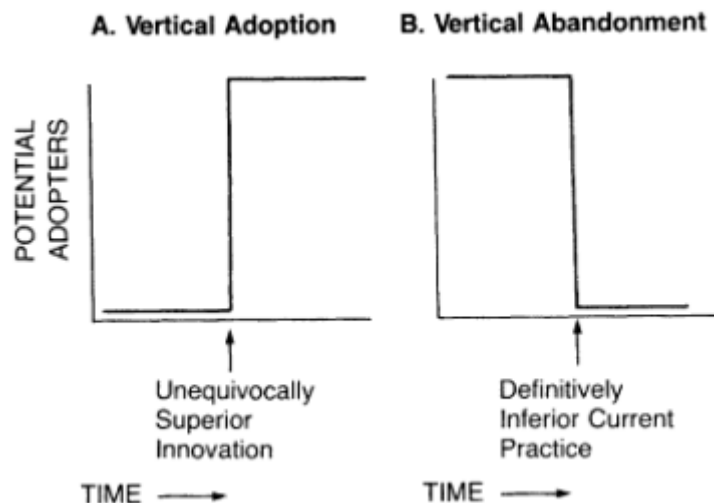 A. Vertical Adoption
B. Vertical Abandonment
POTENTIAL
ADOPTERS
Unequivocally
Superior
Innovation
Definitively
Inferior Current
Practice
TIME
TIME